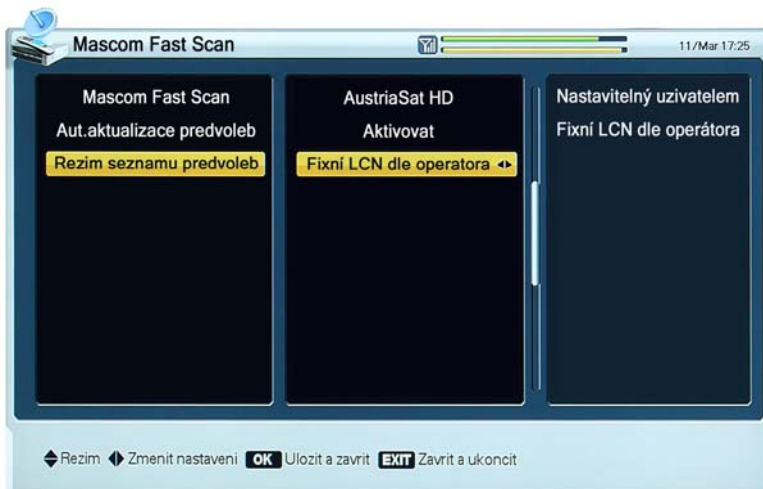 Mascom Fast Scan
11/Mar 17:25
Mascom Fast Scan
Aut.aktualizace predvoleb
Rezim seznamu predvoleb
AustriaSat HD
Aktivovat
Fixní LCN dle operatora
Nastavitelný uzivatelem
Fixní LCN dle operátora
Rezim Zmenit nastaveni OK Ulozit a zavrit EXIT Zavrit a ukoncit